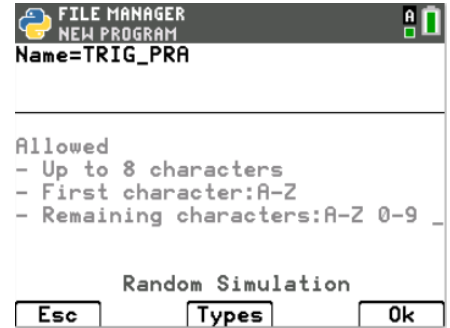 FILE MANAGER
NEW PROGRAM
A
Name=TRIG_PRA
Allowed
- Up to 8 characters
- First character:A-Z
- Remaining characters:A-Z 0-9 _
Random Simulation
Esc Types Ok